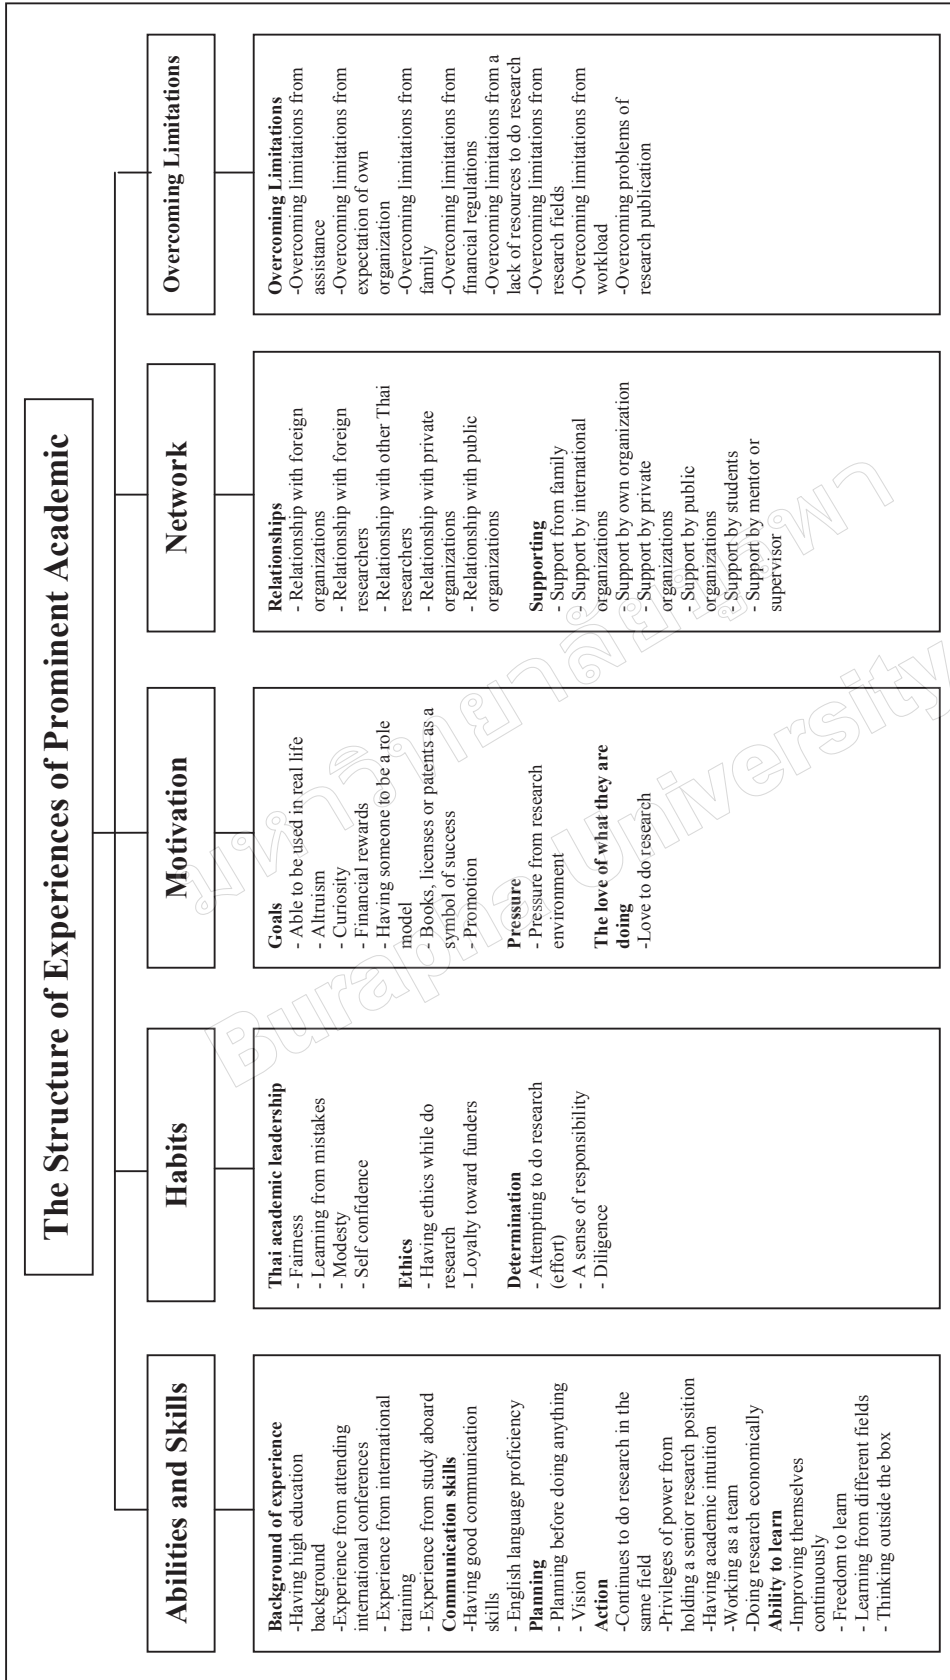 The Structure of Experiences of Prominent Academic
Abilities and Skills
Background of experience
-Having high education
background
-Experience from attending
international conferences
- Experience from international
training
- Experience from study aboard
Communication skills
-Having good communication
skills
- English language proficiency
Planning
- Planning before doing anything
- Vision
Action
-Continues to do research in the
same field
-Privileges of power from
holding a senior research position
-Having academic intuition
-Working as a team
-Doing research economically
Ability to learn
-Improving themselves
continuously
- Freedom to learn
- Learning from different fields
- Thinking outside the box
Habits
Thai academic leadership
- Fairness
- Learning from mistakes
- Modesty
- Self confidence
Ethics
- Having ethics while do
research
- Loyalty toward funders
Determination
- Attempting to do research
(effort)
- A sense of responsibility
- Diligence
Motivation
Goals
- Able to be used in real life
- Altruism
- Curiosity
- Financial rewards
- Having someone to be a role
model
- Books, licenses or patents as a
symbol of success
- Promotion
Pressure
- Pressure from research
environment
The love of what they are
doing
-Love to do research
Network
Relationships
- Relationship with foreign
organizations
- Relationship with foreign
researchers
- Relationship with other Thai
researchers
- Relationship with private
organizations
- Relationship with public
organizations
Supporting
- Support from family
- Support by international
organizations
- Support by own organization
- Support by private
organizations
- Support by public
organizations
- Support by students
- Support by mentor or
supervisor
Overcoming Limitations
Overcoming Limitations
-Overcoming limitations from
assistance
-Overcoming limitations from
expectation of own
organization
-Overcoming limitations from
family
-Overcoming limitations from
financial regulations
-Overcoming limitations from a
lack of resources to do research
-Overcoming limitations from
research fields
-Overcoming limitations from
workload
-Overcoming problems of
research publication
มหาวิทยาลัยบูรพา
Burapha University